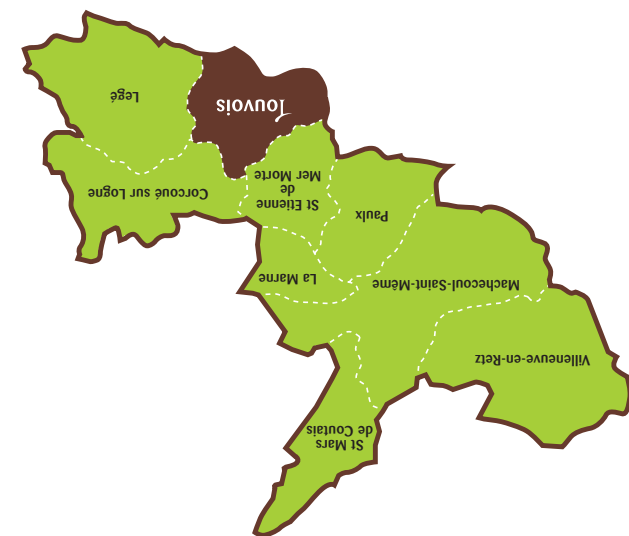 St Mars
de Coutais
Villeneuve-en-Retz
Machecoul-Saint-Même
La Marne
Paulx
St Etienne
de
Mer Morte
Corcoué sur Logne
Touvois
Legé